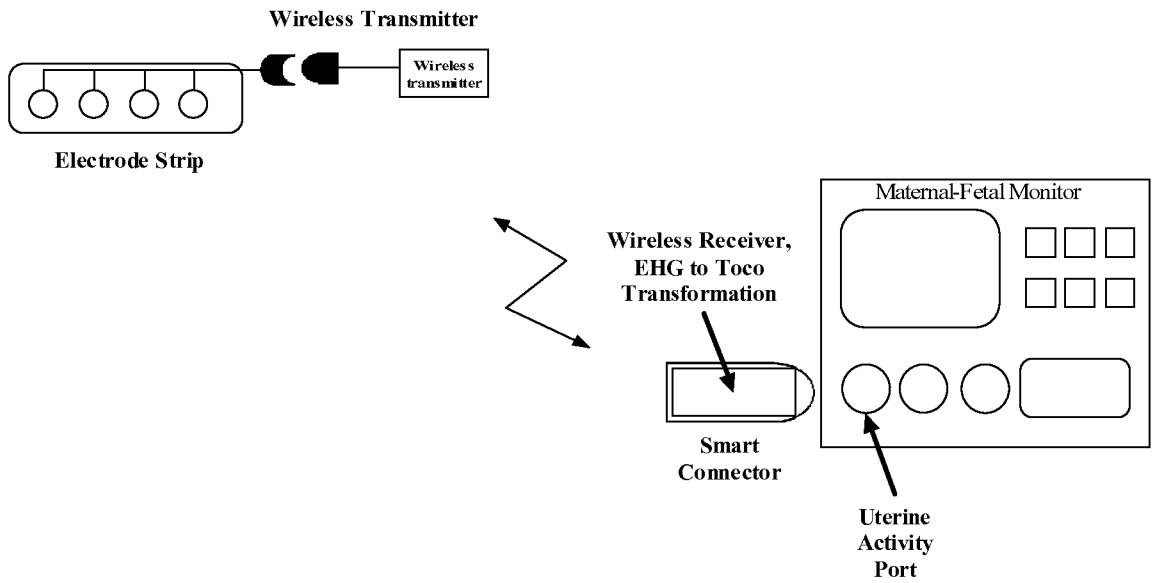 Wireless Transmitter
Wireless
transmitter
Electrode Strip
Maternal-Fetal Monitor
Wireless Receiver,
EHG to Toco
Transformation
Smart
Connector
Uterine
Activity
Port